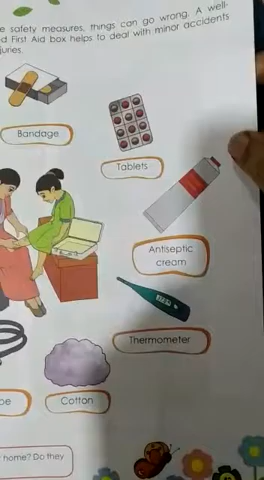 e safety measures, things can go wrong. A well-
d First Aid box helps to deal with minor accidents
juries.
Bandage
Tablets
Antiseptic
cream
Thermometer
Cotton
home? Do they